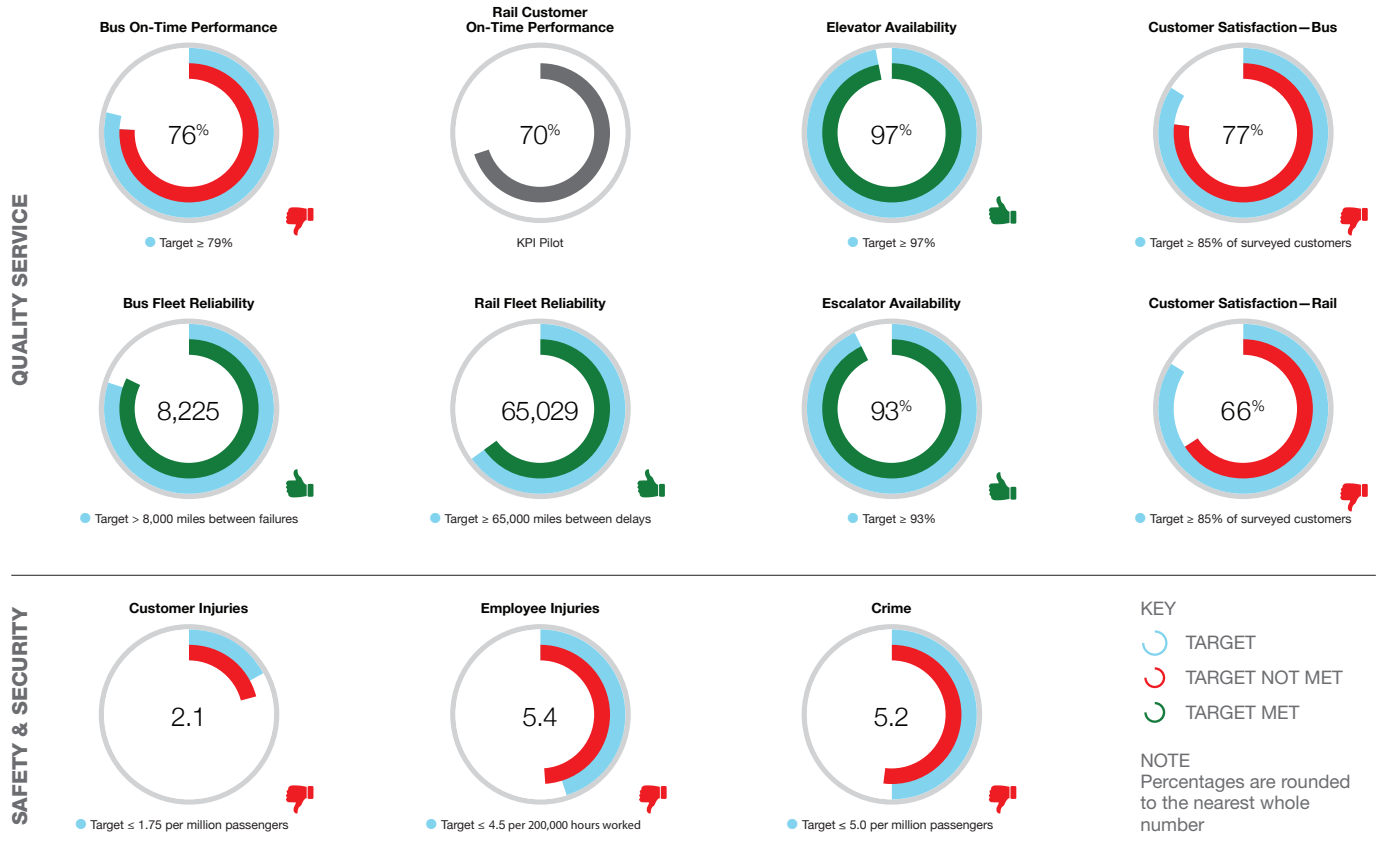 QUALITY SERVICE
Bus On-Time Performance
76%
Target ≥ 79%
Rail Customer
On-Time Performance
70%
KPI Pilot
Elevator Availability
97%
Target ≥ 97%
Customer Satisfaction—Bus
77%
Target ≥ 85% of surveyed customers
Bus Fleet Reliability
8,225
Target > 8,000 miles between failures
Rail Fleet Reliability
65,029
Target ≥ 65,000 miles between delays
Escalator Availability
93%
Target ≥ 93%
Customer Satisfaction—Rail
66%
Target ≥ 85% of surveyed customers
SAFETY & SECURITY
Customer Injuries
2.1
Target ≤ 1.75 per million passengers
Employee Injuries
5.4
Target ≤ 4.5 per 200,000 hours worked
Crime
5.2
Target ≤ 5.0 per million passengers
KEY
TARGET
TARGET NOT MET
TARGET MET
NOTE
Percentages are rounded
to the nearest whole
number